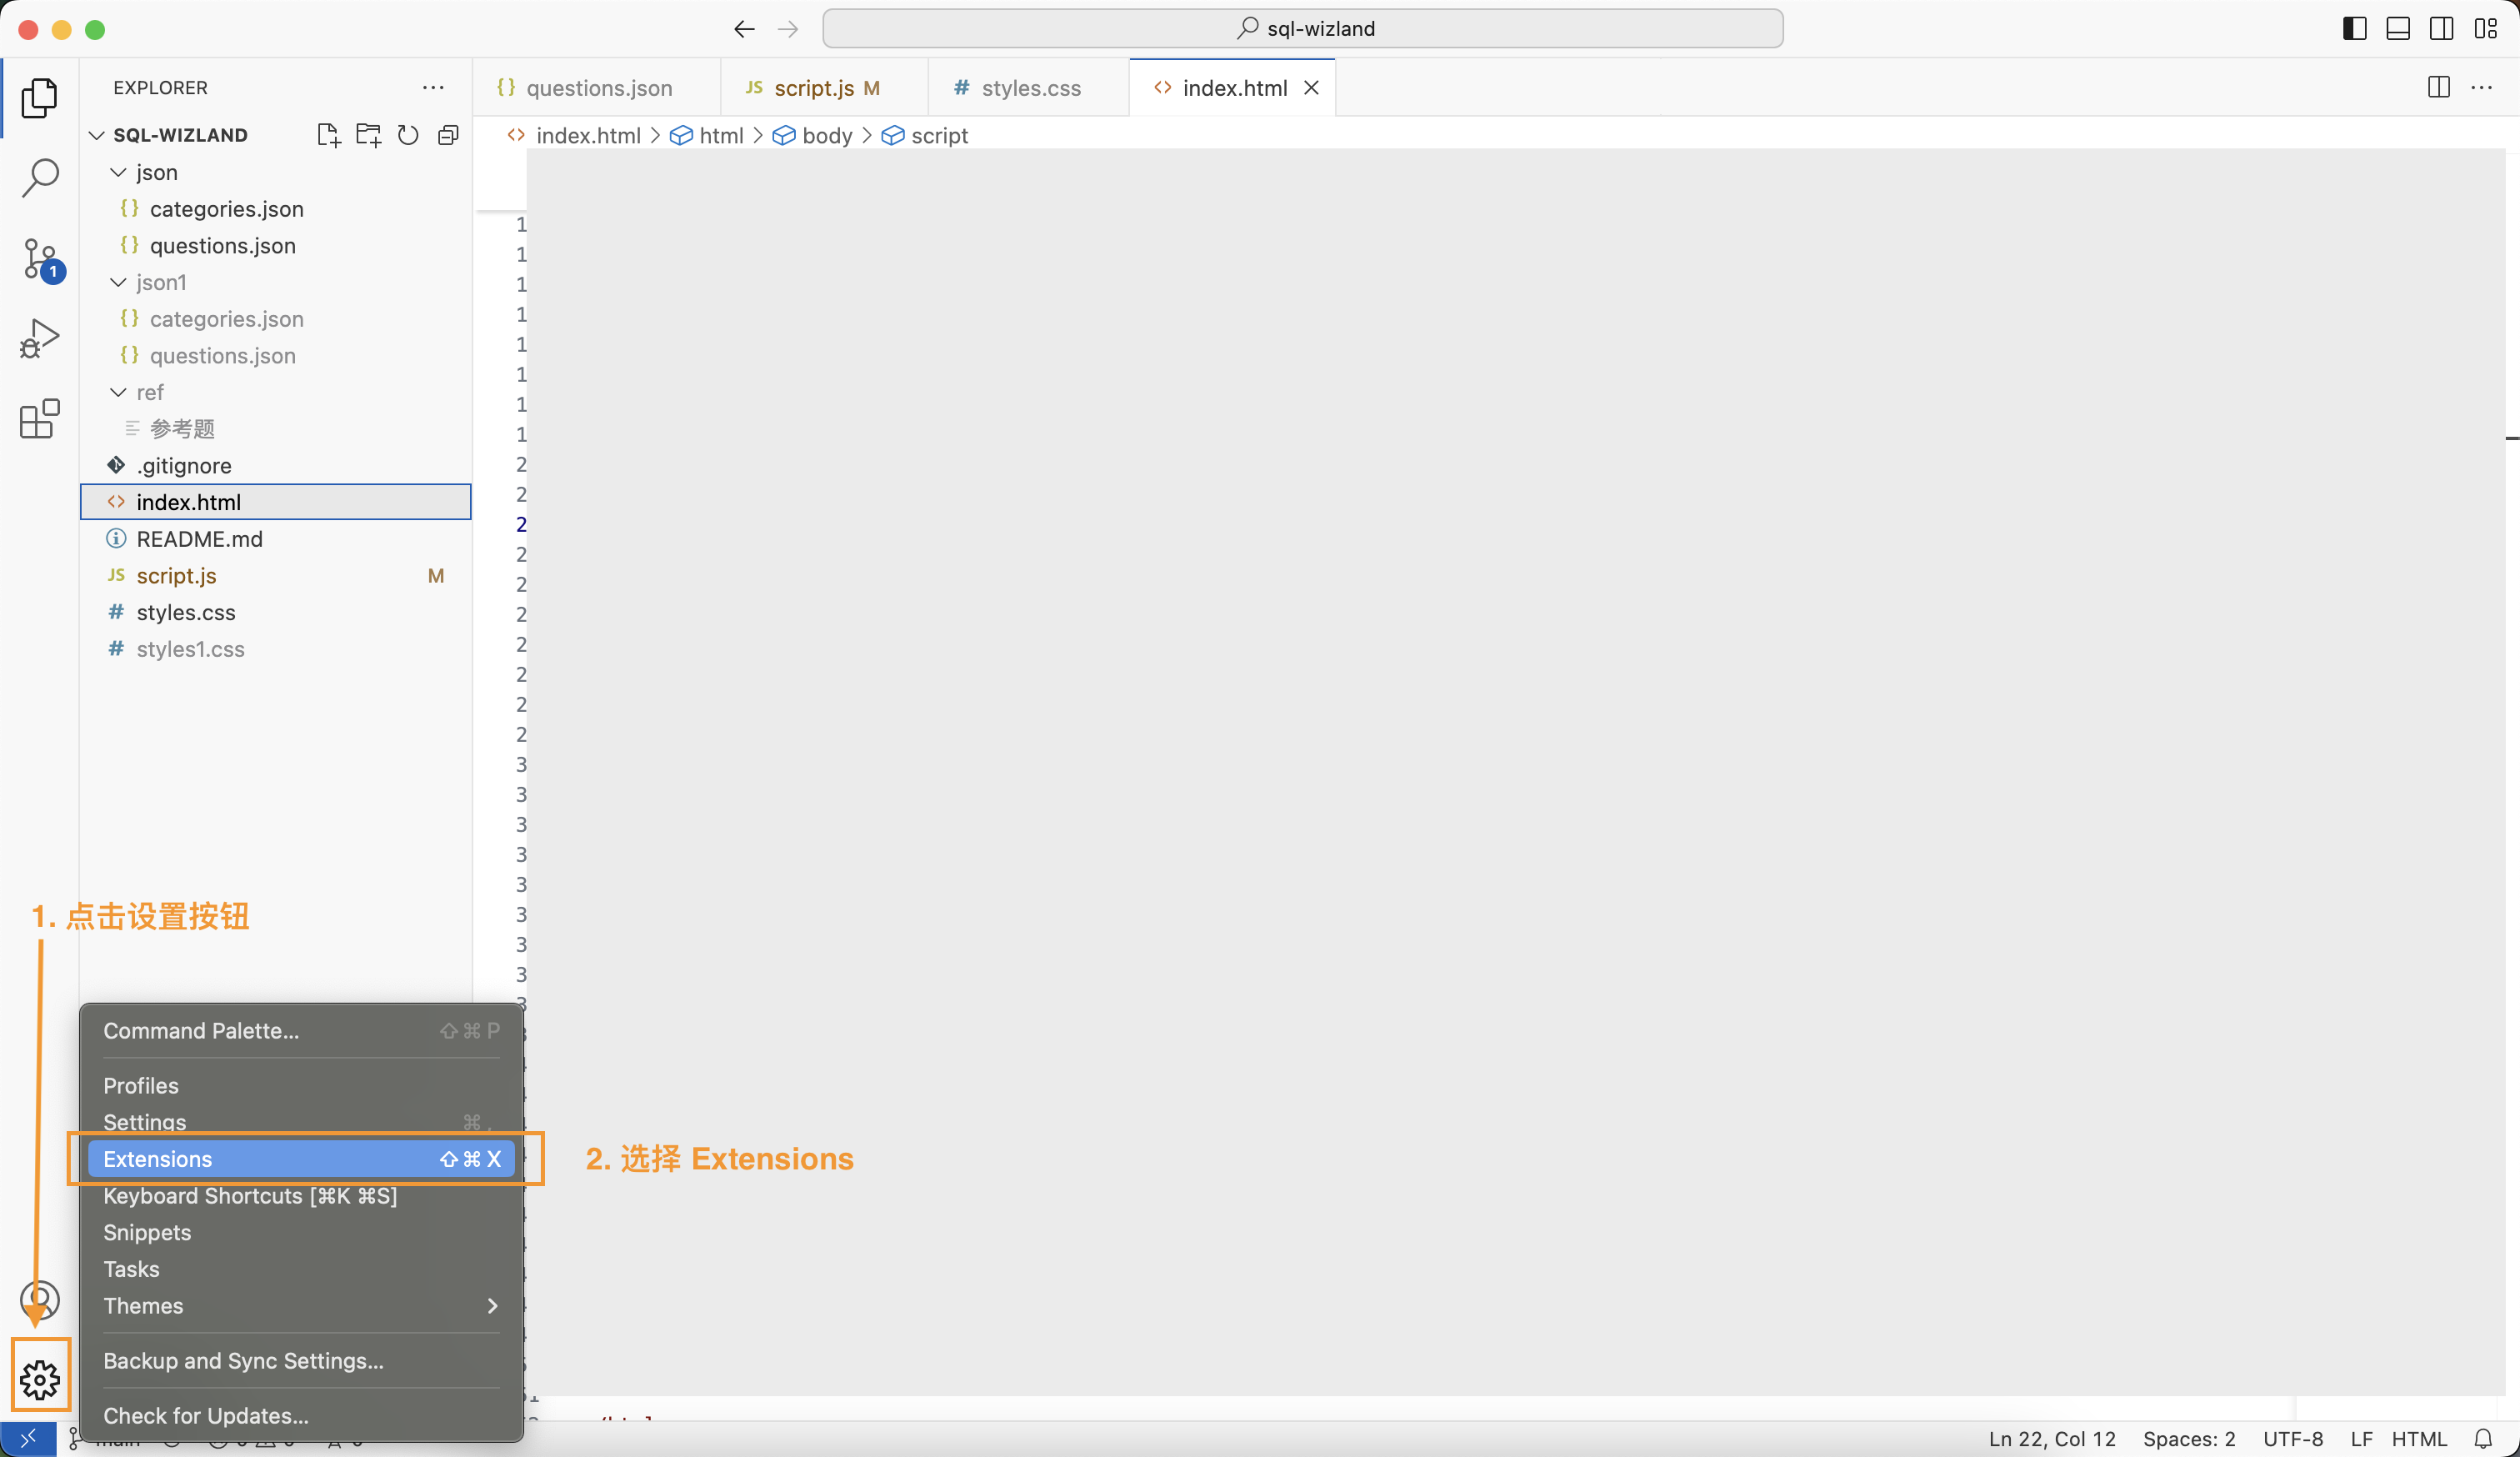 sql-wizland
EXPLORER
questions.json
JS script.js M
# styles.css
index.html
SQL-WIZLAND
index.html > html > body > script
json
{} categories.json
{} questions.json
json1
{} categories.json
{} questions.json
ref
参考题
.gitignore
index.html
README.md
JS script.js M
# styles.css
# styles1.css
1
1
1
1
1
1
1
1
2
2
2
2
2
2
2
2
2
2
3
3
3
3
3
3
3
3
3
1
1. 点击设置按钮
Command Palette... ⇧⌘P
Profiles
Settings ⌘,
Extensions ⇧⌘X
2. 选择 Extensions
Keyboard Shortcuts [⌘K ⌘S]
Snippets
Tasks
Themes
Backup and Sync Settings...
Check for Updates...
Ln 22, Col 12 Spaces: 2 UTF-8 LF HTML